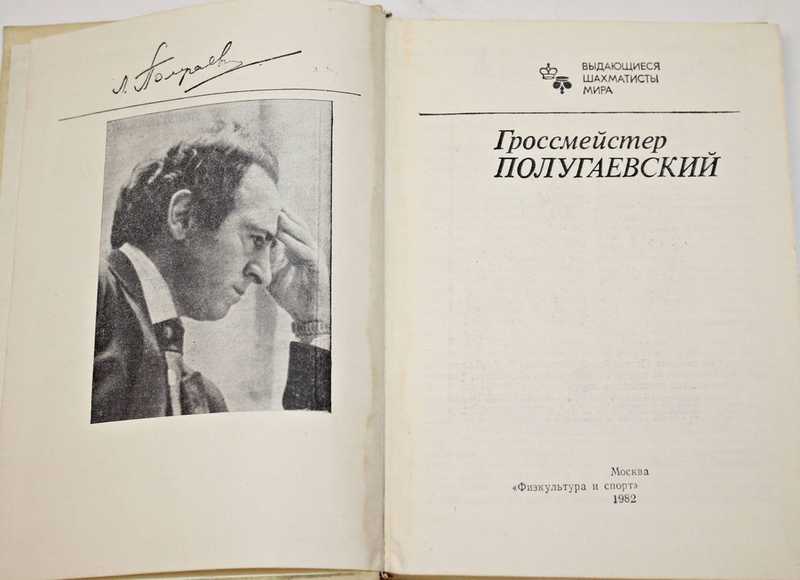 Л. Полугаевский
ВЫДАЮЩИЕСЯ
ШАХМАТИСТЫ
МИРА
Гроссмейстер
ПОЛУГАЕВСКИЙ
Москва
«Физкультура и спорт»
1982